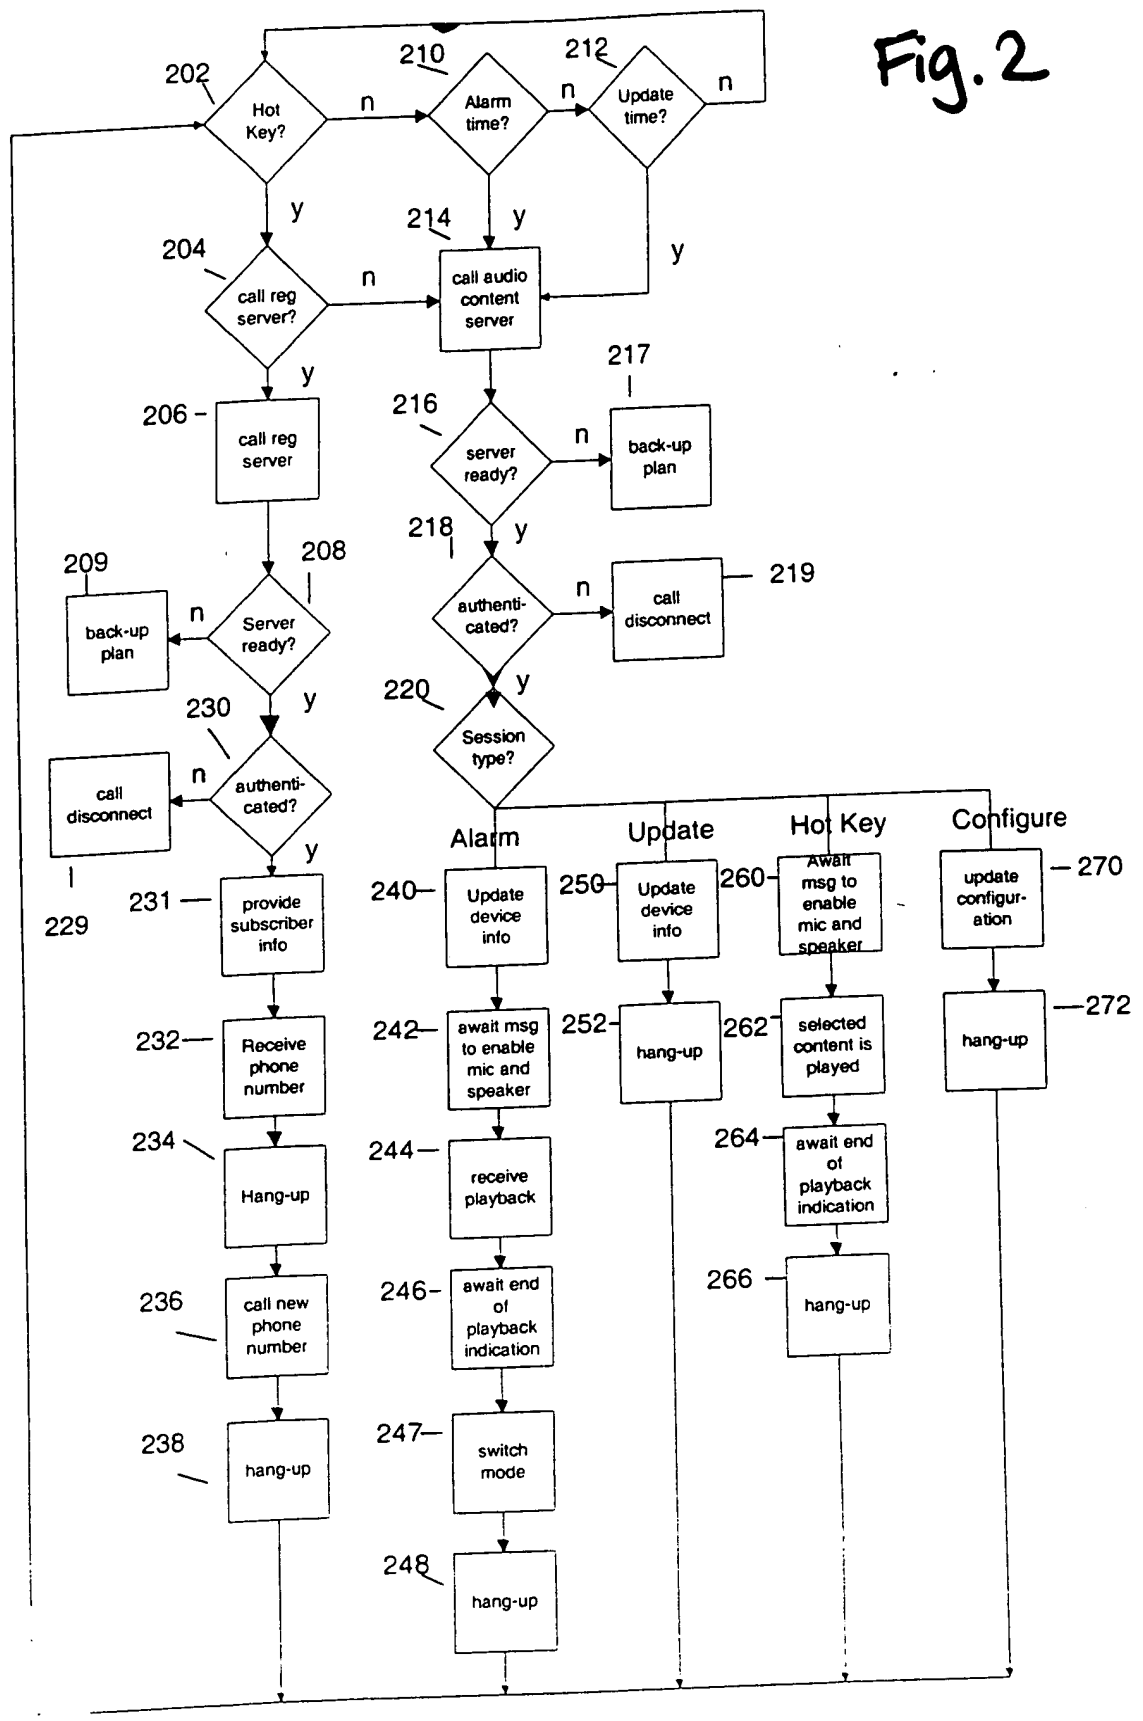 Fig. 2
202
Hot
Key?
n
210
Alarm
time?
n
212
Update
time?
n
y
y
y
204
call reg
server?
n
214
call audio
content
server
y
206
call reg
server
216
server
ready?
n
217
back-up
plan
y
208
Server
ready?
n
209
back-up
plan
y
218
authenti-
cated?
n
219
call
disconnect
y
230
authenti-
cated?
n
call
disconnect
229
y
220
Session
type?
Alarm
Update
Hot Key
Configure
231
provide
subscriber
info
232
Receive
phone
number
234
Hang-up
236
call new
phone
number
238
hang-up
240
Update
device
info
242
await msg
to enable
mic and
speaker
244
receive
playback
246
await end
of
playback
indication
247
switch
mode
248
hang-up
250
Update
device
info
252
hang-up
260
Await
msg to
enable
mic and
speaker
262
selected
content is
played
264
await end
of
playback
indication
266
hang-up
270
update
configur-
ation
272
hang-up